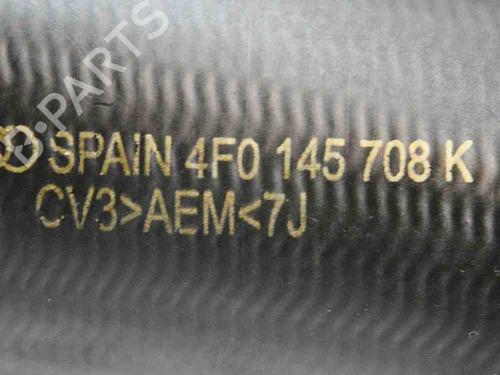 B-PARTS
SPAIN 4F0 145 708 K
CV3>AEM<7J